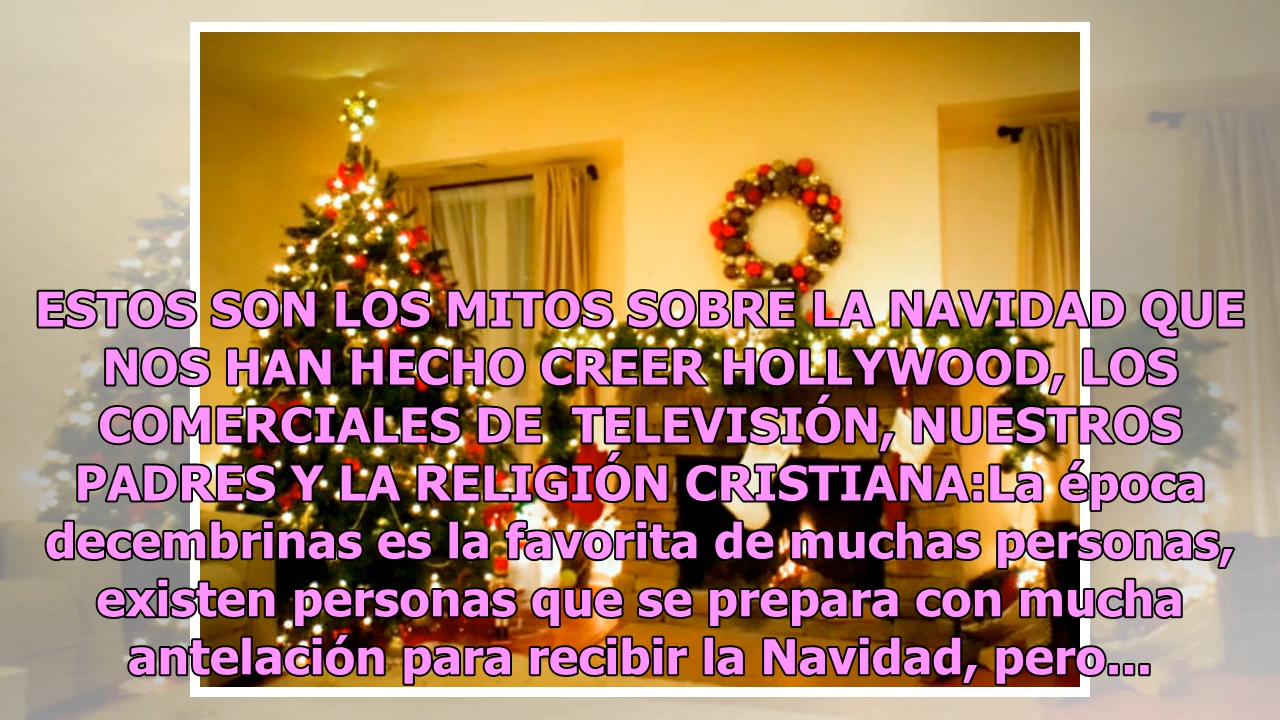 ESTOS SON LOS MITOS SOBRE LA NAVIDAD QUE
NOS HAN HECHO CREER HOLLYWOOD, LOS
COMERCIALES DE  TELEVISIÓN, NUESTROS
PADRES Y LA RELIGIÓN CRISTIANA:La época
decembrinas es la favorita de muchas personas,
existen personas que se prepara con mucha
antelación para recibir la Navidad, pero...